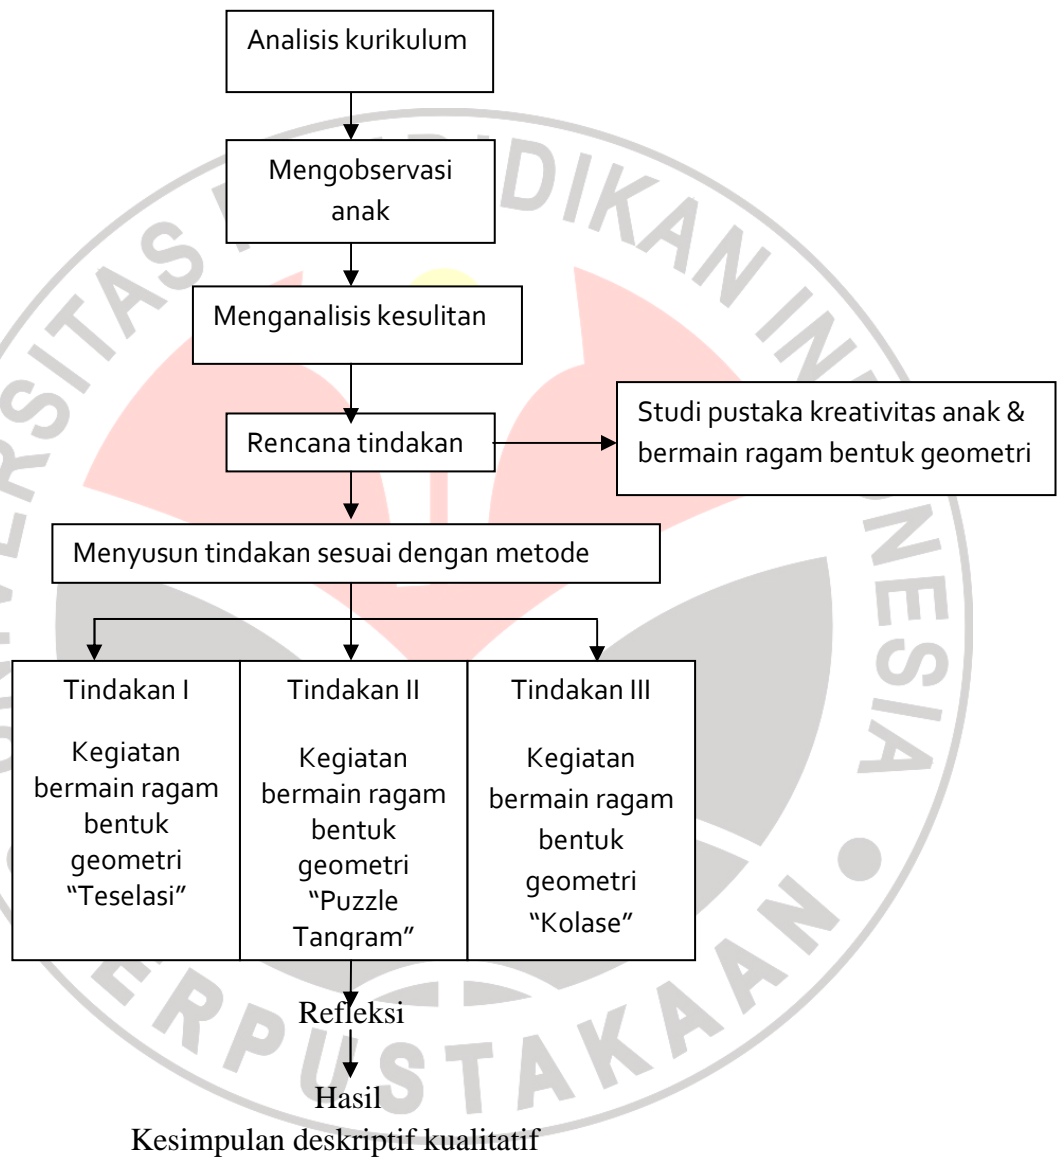 Analisis kurikulum
Mengobservasi
anak
Menganalisis kesulitan
Rencana tindakan
Studi pustaka kreativitas anak &
bermain ragam bentuk geometri
Menyusun tindakan sesuai dengan metode
Tindakan I
Kegiatan
bermain ragam
bentuk
geometri
“Teselasi”
Tindakan II
Kegiatan
bermain ragam
bentuk
geometri
“Puzzle
Tangram”
Tindakan III
Kegiatan
bermain ragam
bentuk
geometri
“Kolase”
Refleksi
Hasil
Kesimpulan deskriptif kualitatif
INDONESIA
PERPUSTAKAAN